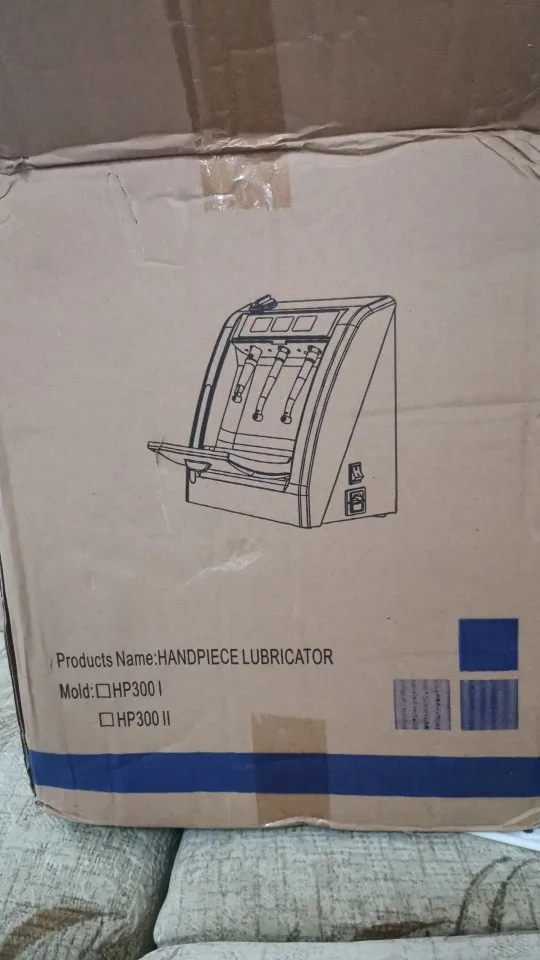 Products Name:HANDPIECE LUBRICATOR
Mold:☐HP300 I
☐HP300 II